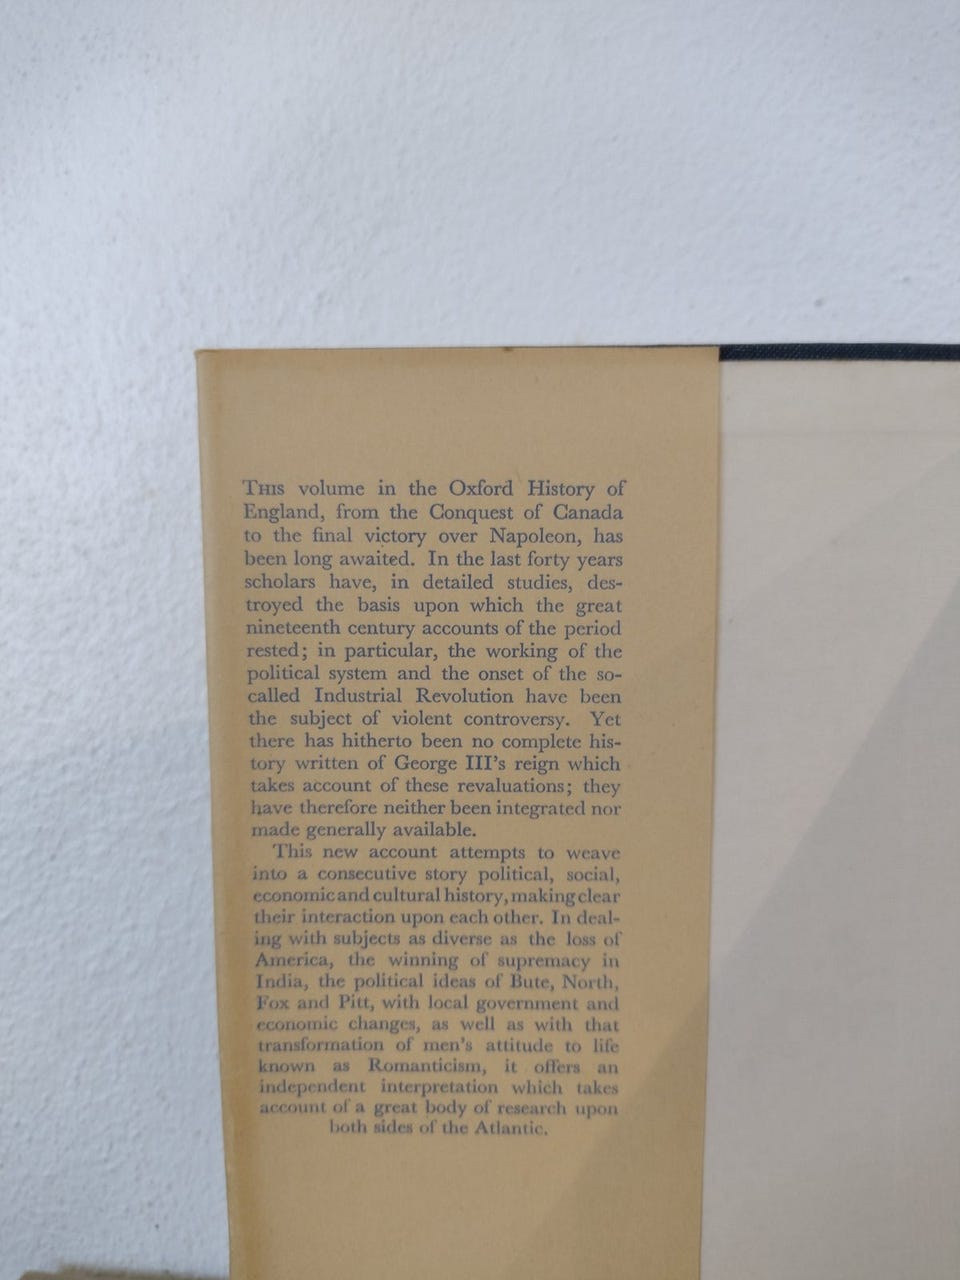 THIS volume in the Oxford History of
England, from the Conquest of Canada
to the final victory over Napoleon, has
been long awaited. In the last forty years
scholars have, in detailed studies, des-
troyed the basis upon which the great
nineteenth century accounts of the period
rested; in particular, the working of the
political system and the onset of the so-
called Industrial Revolution have been
the subject of violent controversy. Yet
there has hitherto been no complete his-
tory written of George III's reign which
takes account of these revaluations; they
have therefore neither been integrated nor
made generally available.
This new account attempts to weave
into a consecutive story political, social,
economic and cultural history, making clear
their interaction upon each other. In deal-
ing with subjects as diverse as the loss of
America, the winning of supremacy in
India, the political ideas of Bute, North,
Fox and Pitt, with local government and
economic changes, as well as with that
transformation of men's attitude to life
known as Romanticism, it offers an
independent interpretation which takes
account of a great body of research upon
both sides of the Atlantic.